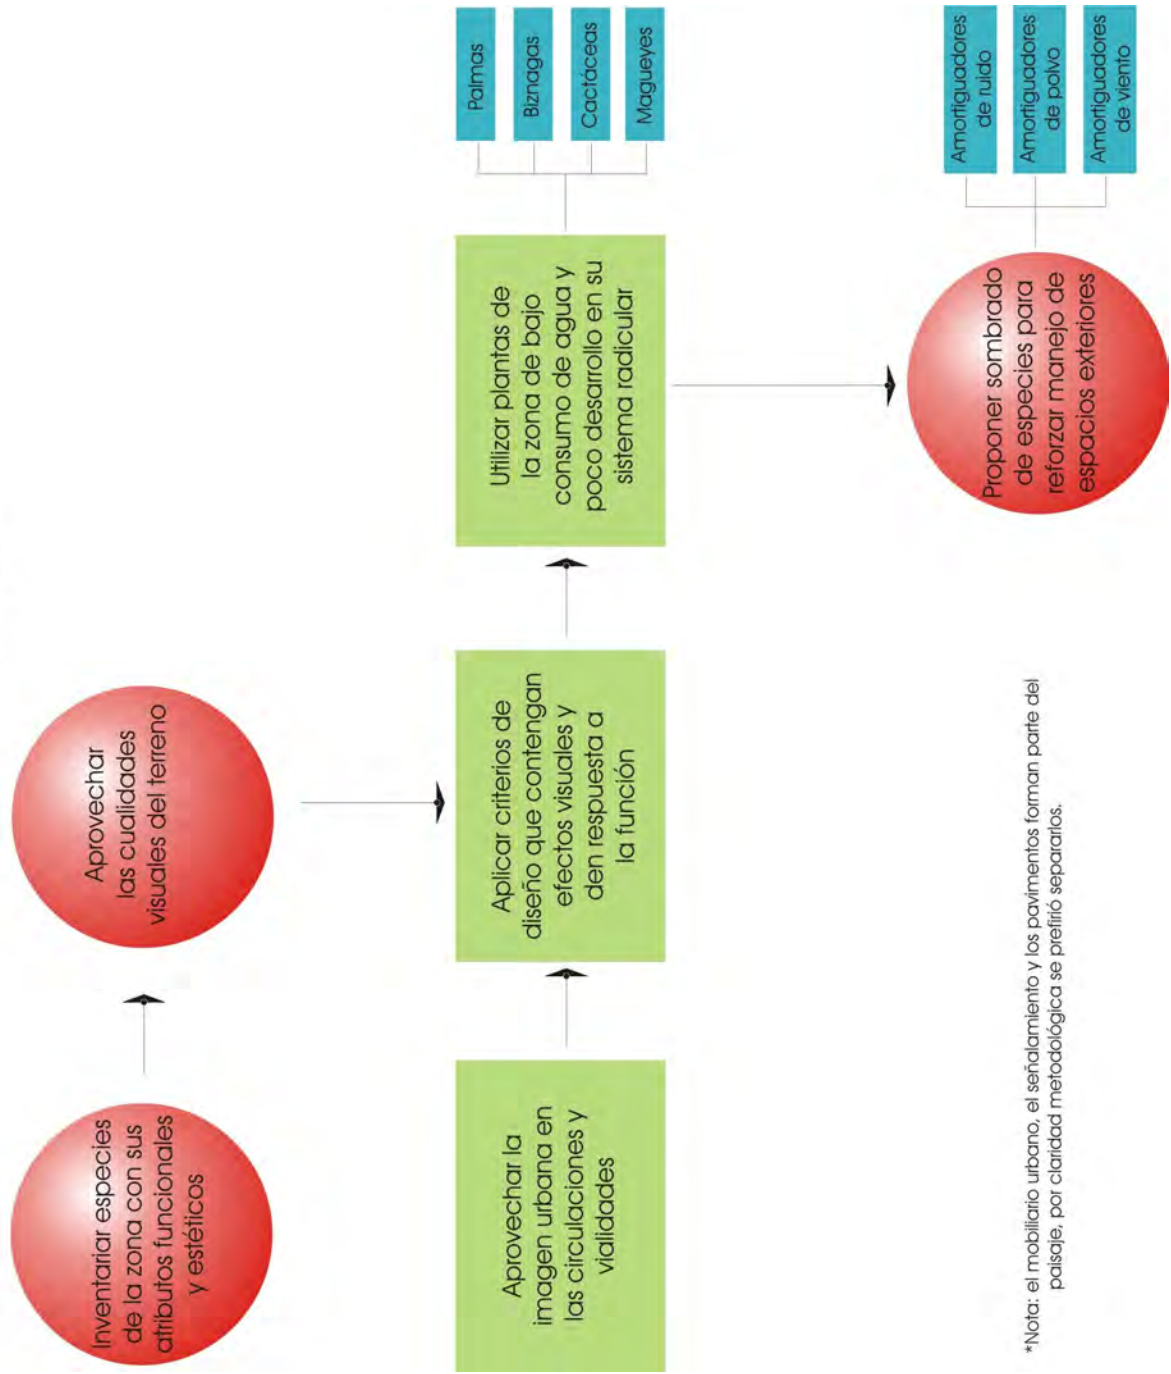 Inventariar especies
de la zona con sus
atributos funcionales
y estéticos
Aprovechar
las cualidades
visuales del terreno
Aprovechar la
imagen urbana en
las circulaciones y
vialidades
Aplicar criterios de
diseño que contengan
efectos visuales y
den respuesta a
la función
Utilizar plantas de
la zona de bajo
consumo de agua y
poco desarrollo en su
sistema radicular
Palmas
Biznagas
Cactáceas
Magueyes
Proponer sombrado
de especies para
reforzar manejo de
espacios exteriores
Amortiguadores
de ruido
Amortiguadores
de polvo
Amortiguadores
de viento
*Nota: el mobiliario urbano, el señalamiento y los pavimentos forman parte del
paisaje, por claridad metodológica se prefirió separarlos.